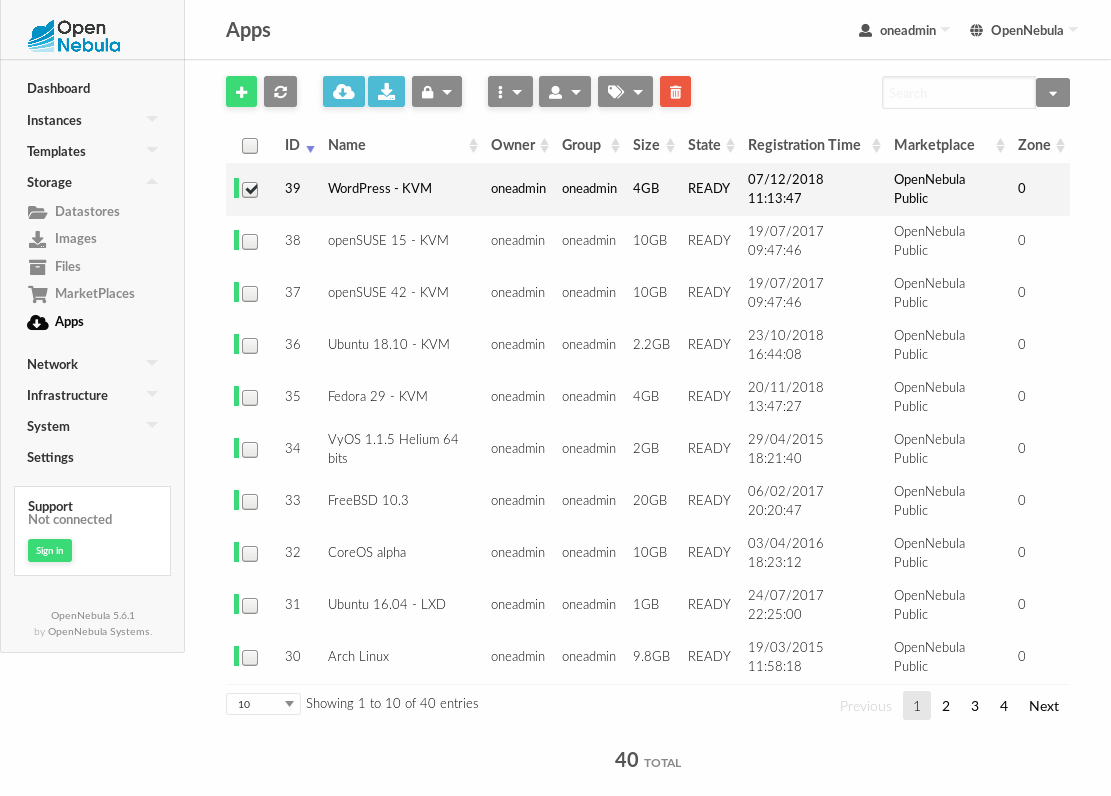 Open
Nebula
Apps
oneadmin
OpenNebula
Dashboard
Instances
Templates
Storage
Datastores
Images
Files
MarketPlaces
Apps
Network
Infrastructure
System
Settings
Support
Not connected
Sign in
OpenNebula 5.6.1
by OpenNebula Systems.
Search
ID Name Owner Group Size State Registration Time Marketplace Zone
39 WordPress - KVM oneadmin oneadmin 4GB READY 07/12/2018 OpenNebula 0
11:13:47 Public
38 openSUSE 15 - KVM oneadmin oneadmin 10GB READY 19/07/2017 OpenNebula 0
09:47:46 Public
37 openSUSE 42 - KVM oneadmin oneadmin 10GB READY 19/07/2017 OpenNebula 0
09:47:46 Public
36 Ubuntu 18.10 - KVM oneadmin oneadmin 2.2GB READY 23/10/2018 OpenNebula 0
16:44:08 Public
35 Fedora 29 - KVM oneadmin oneadmin 4GB READY 20/11/2018 OpenNebula 0
13:47:27 Public
34 VyOS 1.1.5 Helium 64 oneadmin oneadmin 2GB READY 29/04/2015 OpenNebula 0
bits 18:21:40 Public
33 FreeBSD 10.3 oneadmin oneadmin 20GB READY 06/02/2017 OpenNebula 0
20:20:47 Public
32 CoreOS alpha oneadmin oneadmin 10GB READY 03/04/2016 OpenNebula 0
18:23:12 Public
31 Ubuntu 16.04 - LXD oneadmin oneadmin 1GB READY 24/07/2017 OpenNebula 0
22:25:00 Public
30 Arch Linux oneadmin oneadmin 9.8GB READY 19/03/2015 OpenNebula 0
11:58:18 Public
10 Showing 1 to 10 of 40 entries
Previous 1 2 3 4 Next
40 TOTAL